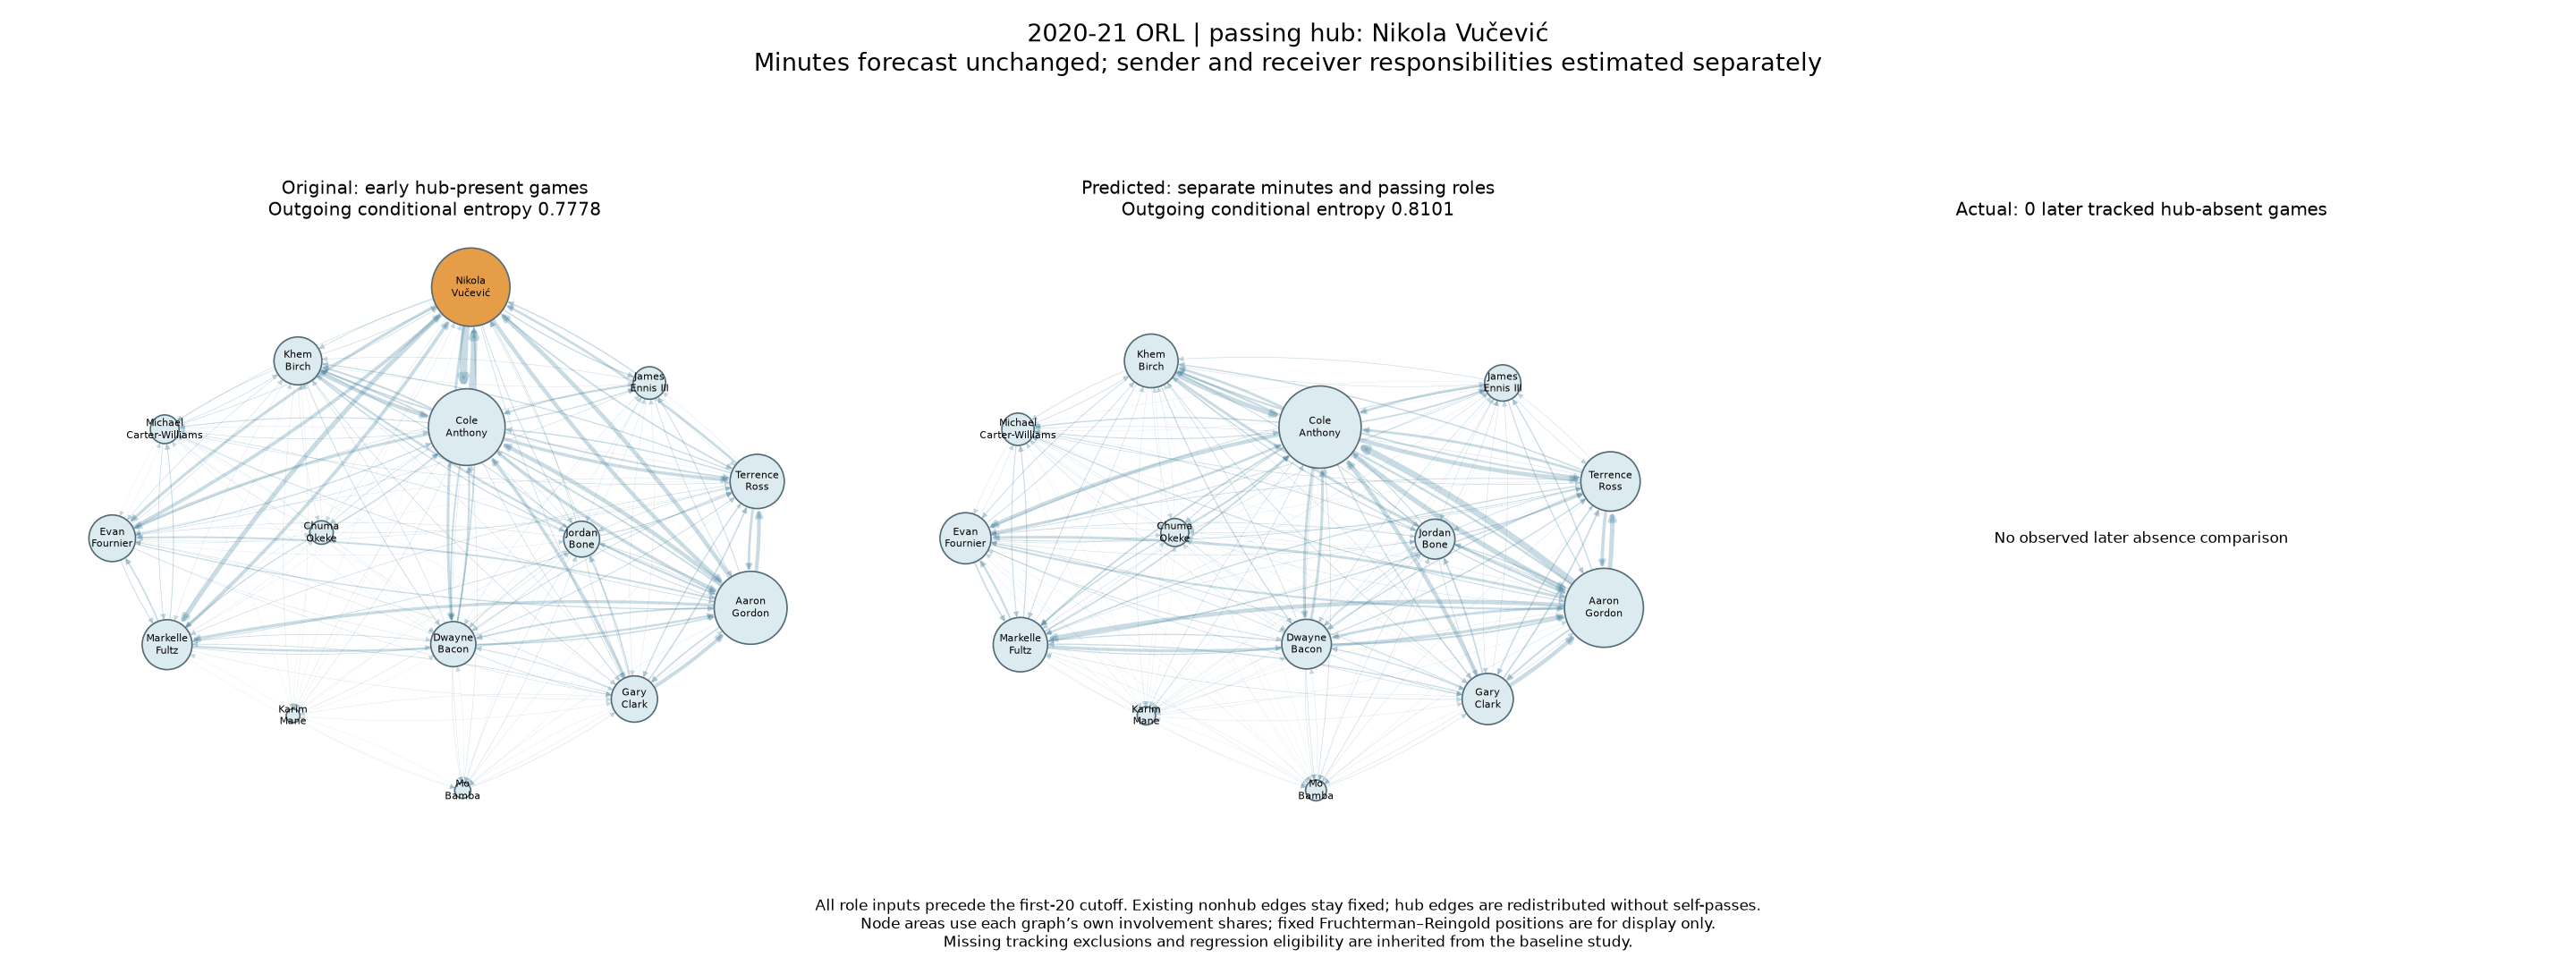 2020-21 ORL | passing hub: Nikola Vučević
Minutes forecast unchanged; sender and receiver responsibilities estimated separately
Original: early hub-present games
Outgoing conditional entropy 0.7778
Nikola
Vučević
Khem
Birch
James
Ennis III
Michael
Carter-Williams
Cole
Anthony
Terrence
Ross
Evan
Fournier
Chuma
Okeke
Jordan
Bone
Aaron
Gordon
Markelle
Fultz
Dwayne
Bacon
Gary
Clark
Karim
Mane
Mo
Bamba
Predicted: separate minutes and passing roles
Outgoing conditional entropy 0.8101
Khem
Birch
James
Ennis III
Michael
Carter-Williams
Cole
Anthony
Terrence
Ross
Evan
Fournier
Chuma
Okeke
Jordan
Bone
Aaron
Gordon
Markelle
Fultz
Dwayne
Bacon
Gary
Clark
Karim
Mane
Mo
Bamba
Actual: 0 later tracked hub-absent games
No observed later absence comparison
All role inputs precede the first-20 cutoff. Existing nonhub edges stay fixed; hub edges are redistributed without self-passes.
Node areas use each graph’s own involvement shares; fixed Fruchterman–Reingold positions are for display only.
Missing tracking exclusions and regression eligibility are inherited from the baseline study.